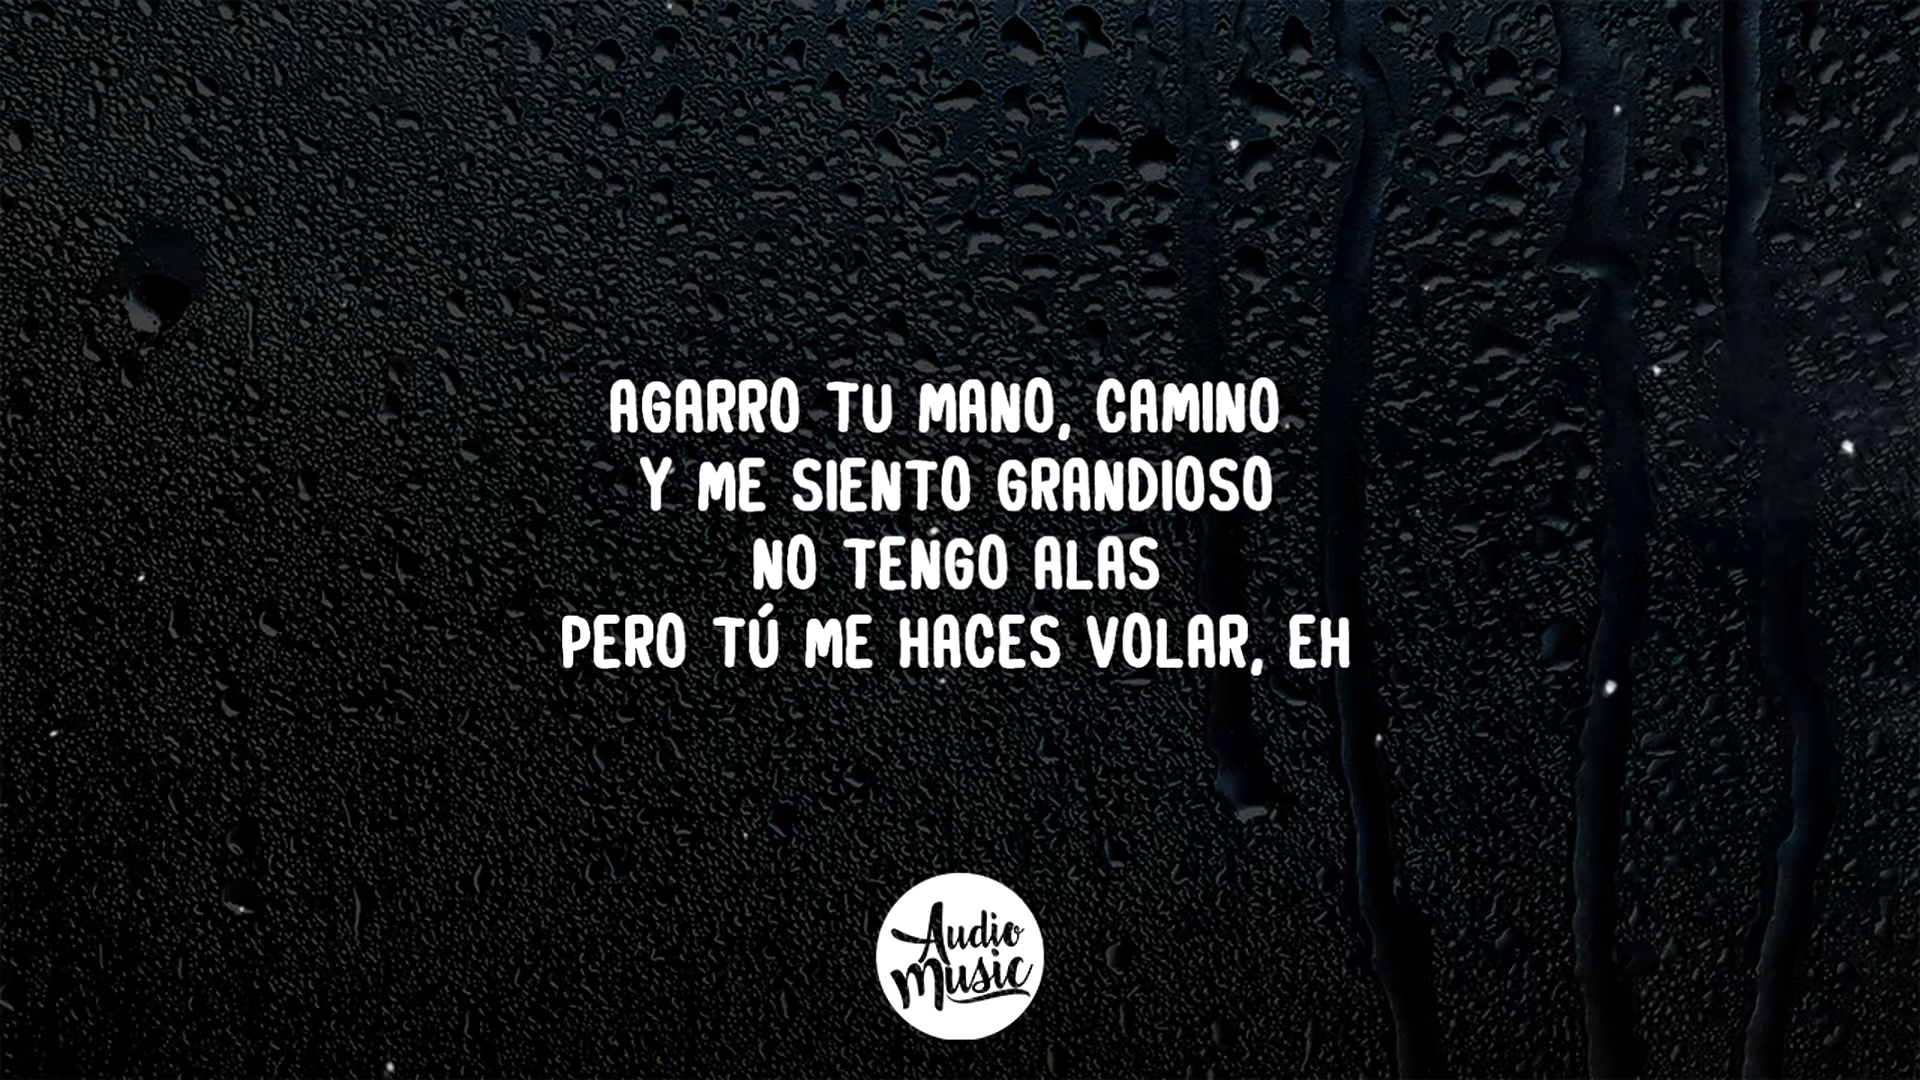 AGARRO TU MANO, CAMINO
Y ME SIENTO GRANDIOSO
NO TENGO ALAS
PERO TÚ ME HACES VOLAR, EH
Audio
Music